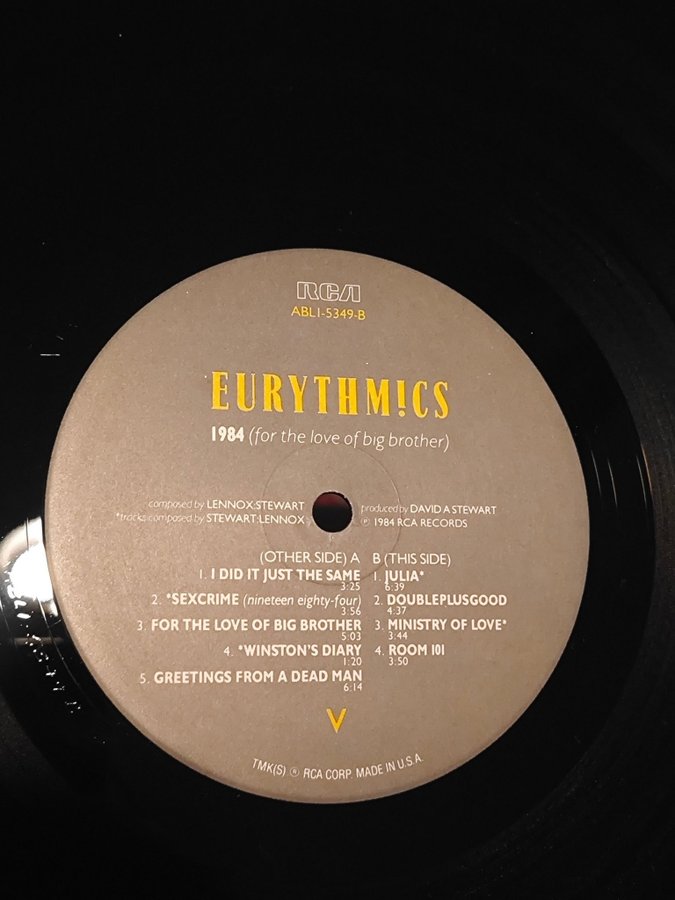 RCA
ABL1-5349-B
EURYTHM!CS
1984 (for the love of big brother)
composed by LENNOX:STEWART
*tracks composed by STEWART:LENNOX
produced by DAVID A STEWART
℗ 1984 RCA RECORDS
(OTHER SIDE) A
1. I DID IT JUST THE SAME
3:25
2. *SEXCRIME (nineteen eighty-four)
3:56
3. FOR THE LOVE OF BIG BROTHER
5:03
4. *WINSTON'S DIARY
1:20
5. GREETINGS FROM A DEAD MAN
6:14
B (THIS SIDE)
1. JULIA*
6:39
2. DOUBLEPLUSGOOD
4:37
3. MINISTRY OF LOVE*
3:44
4. ROOM 101
3:50
V
TMK(S) ® RCA CORP. MADE IN U.S.A.